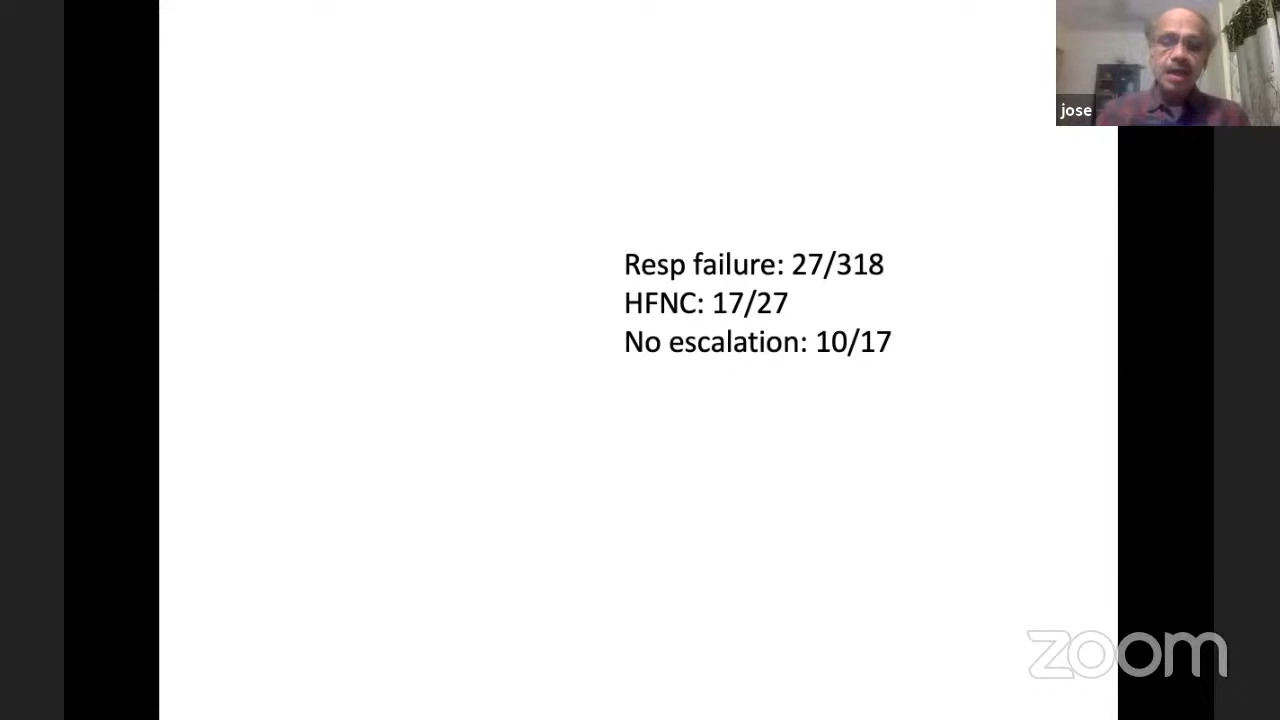 jose
Resp failure: 27/318
HFNC: 17/27
No escalation: 10/17
zoom